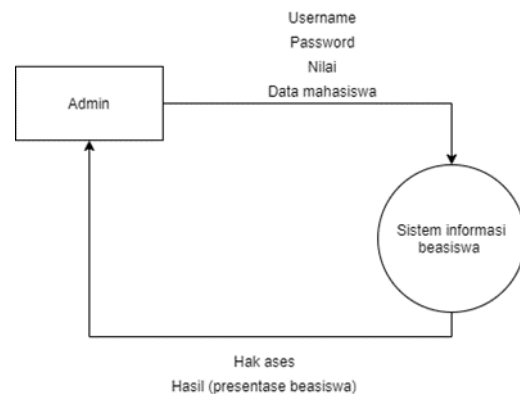 Username
Password
Nilai
Data mahasiswa
Admin
Sistem informasi
beasiswa
Hak ases
Hasil (presentase beasiswa)